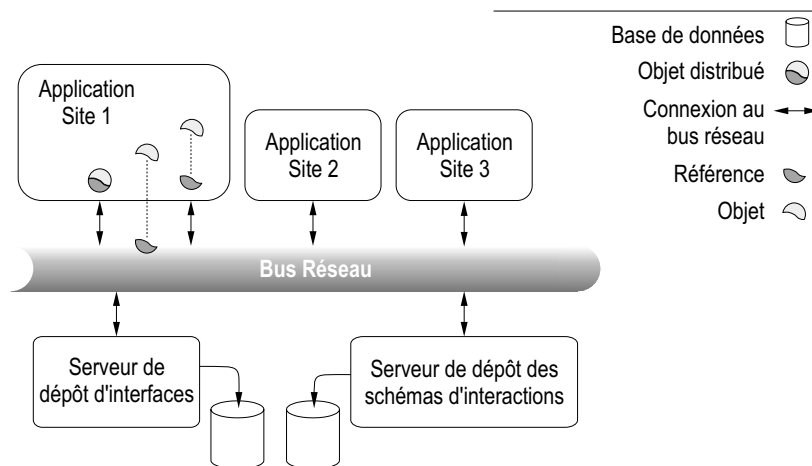 Base de données
Objet distribué
Connexion au
bus réseau
Référence
Objet
Application
Site 1
Application
Site 2
Application
Site 3
Bus Réseau
Serveur de
dépôt d'interfaces
Serveur de dépôt des
schémas d'interactions